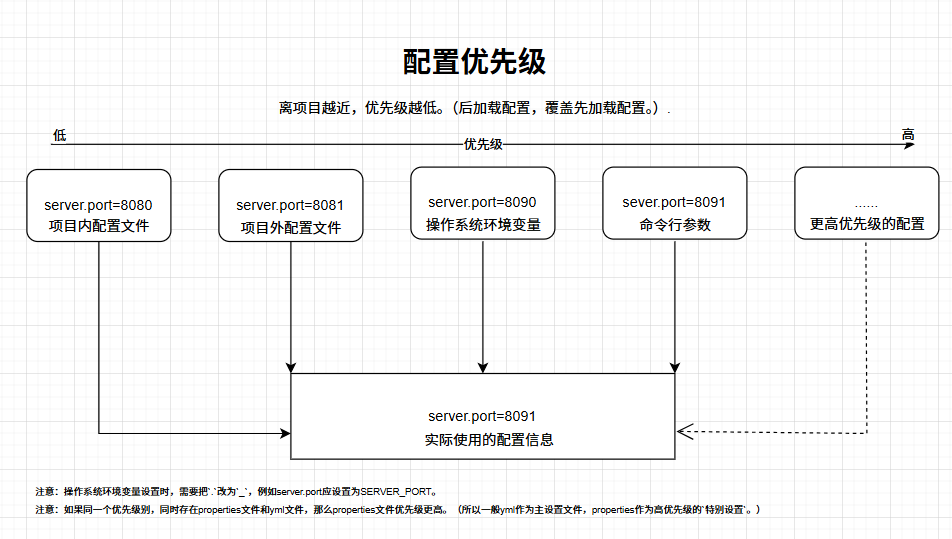 配置优先级
离项目越近，优先级越低。（后加载配置，覆盖先加载配置。）.
低
优先级
高
server.port=8080
项目内配置文件
server.port=8081
项目外配置文件
server.port=8090
操作系统环境变量
sever.port=8091
命令行参数
......
更高优先级的配置
server.port=8091
实际使用的配置信息
注意：操作系统环境变量设置时，需要把`.`改为`_`，例如server.port应设置为SERVER_PORT。
注意：如果同一个优先级别，同时存在properties文件和yml文件，那么properties文件优先级更高。（所以一般yml作为主设置文件，properties作为高优先级的`特别设置`。）